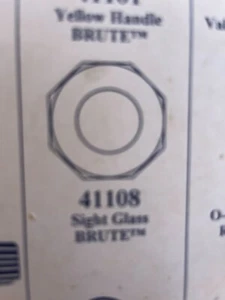 Yellow Handle
BRUTE™
41108
Sight Glass
BRUTE™
O-